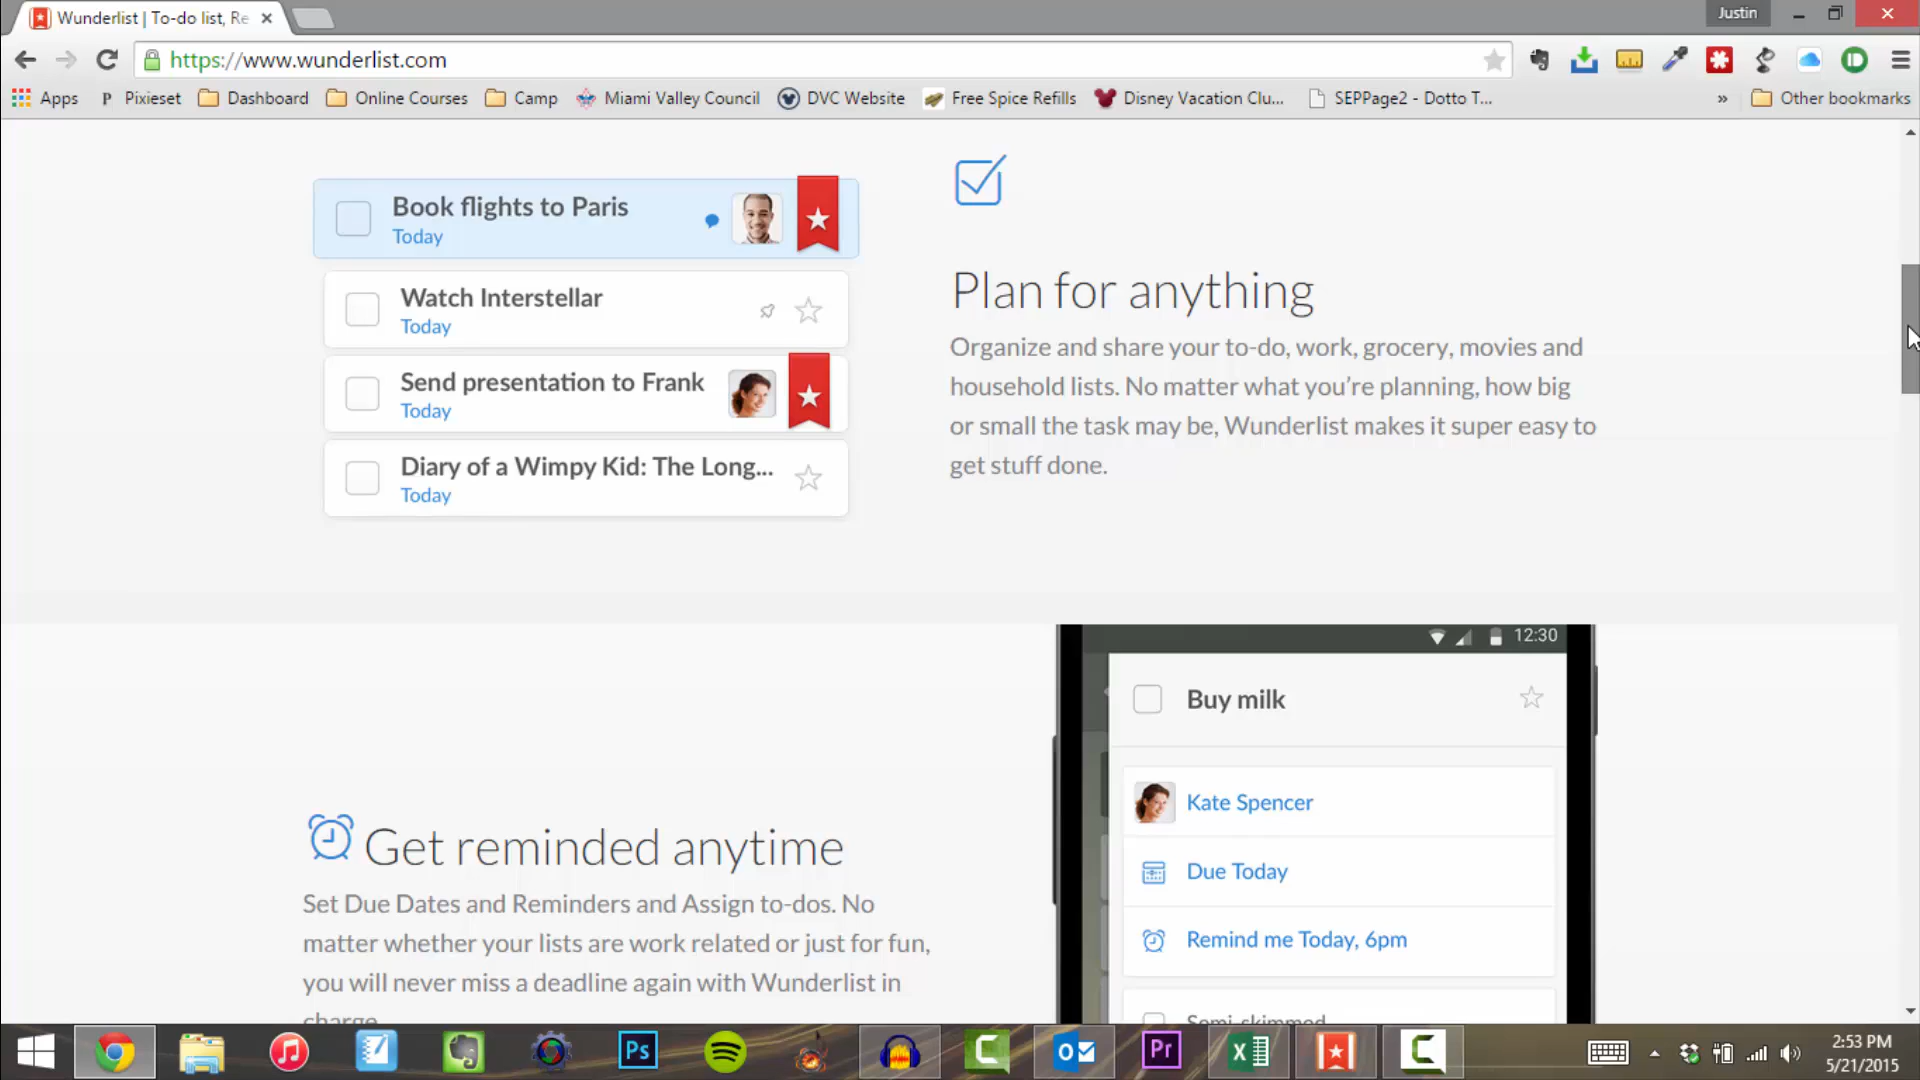 Wunderlist | To-do list, Re
Justin
https://www.wunderlist.com
Apps
Pixieset
Dashboard
Online Courses
Camp
Miami Valley Council
DVC Website
Free Spice Refills
Disney Vacation Clu...
SEPPage2 - Dotto T...
»
Other bookmarks
Book flights to Paris
Today
Watch Interstellar
Today
Send presentation to Frank
Today
Diary of a Wimpy Kid: The Long...
Today
Plan for anything
Organize and share your to-do, work, grocery, movies and
household lists. No matter what you’re planning, how big
or small the task may be, Wunderlist makes it super easy to
get stuff done.
12:30
Buy milk
Kate Spencer
Due Today
Remind me Today, 6pm
Semi-skimmed
Get reminded anytime
Set Due Dates and Reminders and Assign to-dos. No
matter whether your lists are work related or just for fun,
you will never miss a deadline again with Wunderlist in
charge
Ps
Pr
2:53 PM
5/21/2015